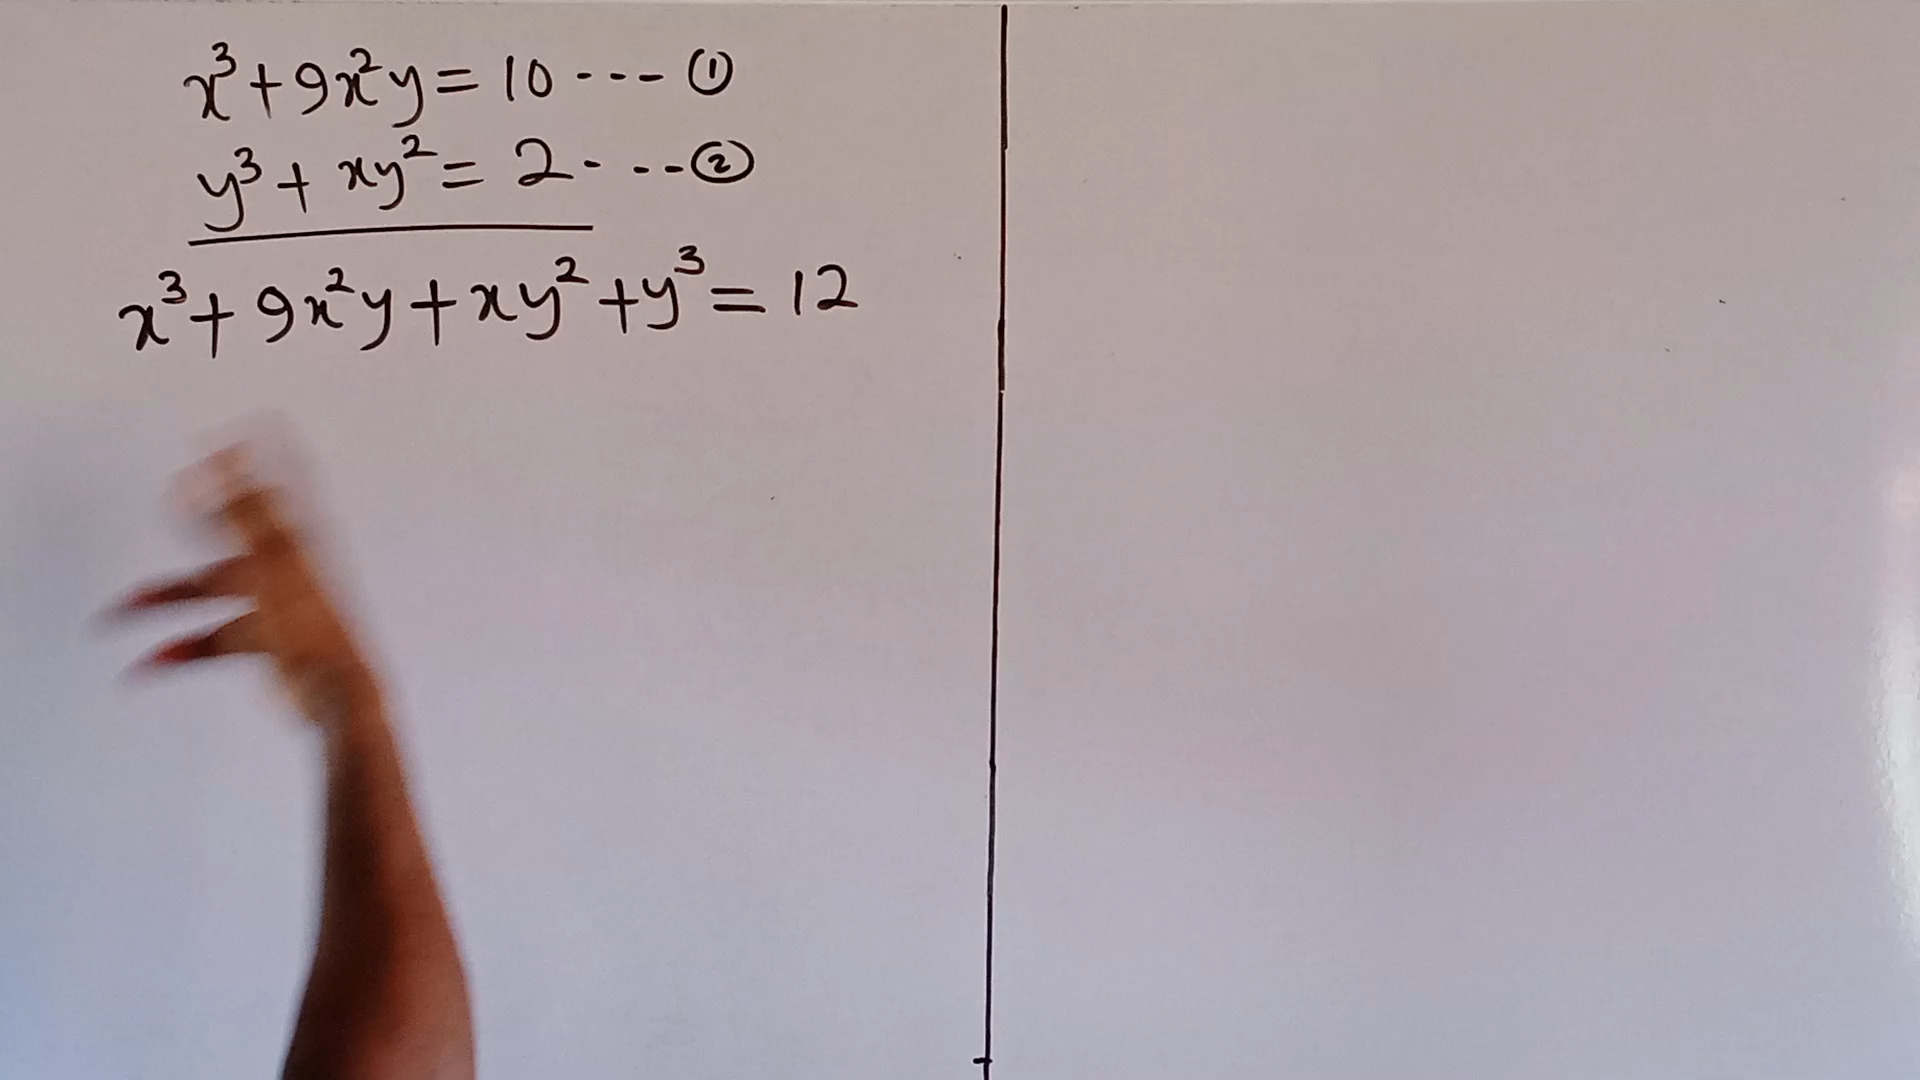 x³+9x²y=10---①
y³+xy²=2---②
x³+9x²y+xy²+y³=12